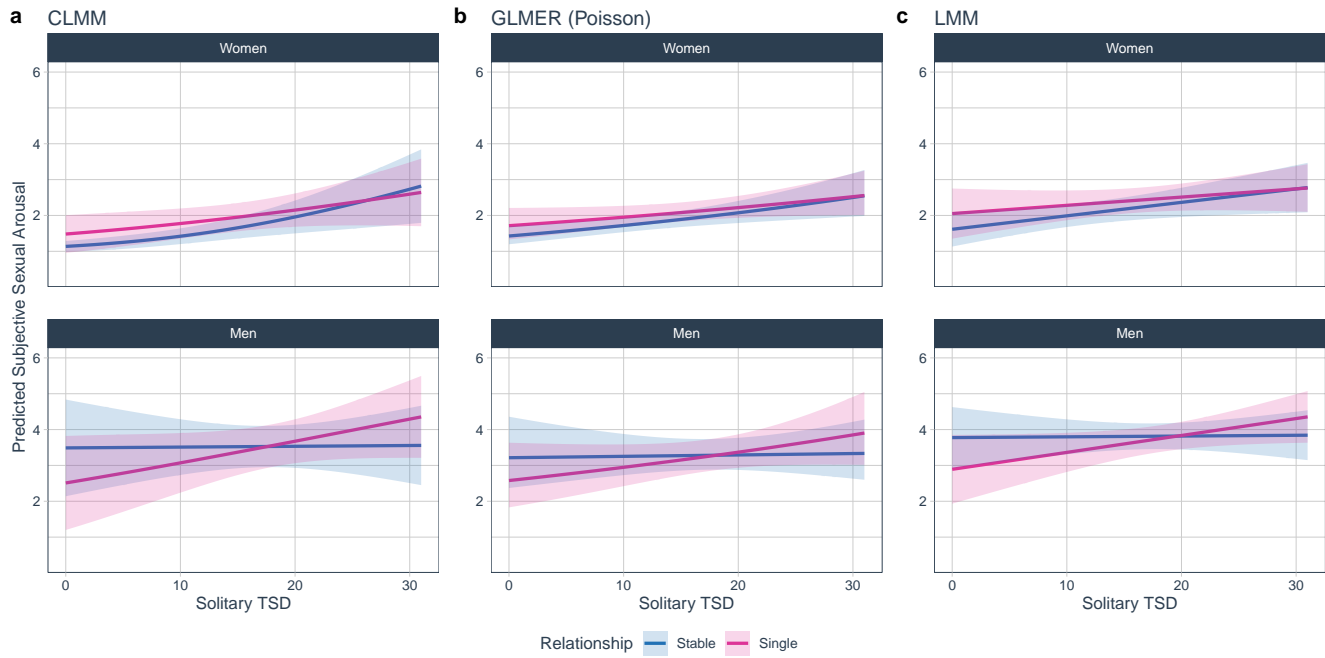 a CLMM
b GLMER (Poisson)
c LMM
Women
Women
Women
6
4
2
6
4
2
6
4
2
Predicted Subjective Sexual Arousal
Men
Men
Men
6
4
2
6
4
2
6
4
2
0 10 20 30
0 10 20 30
0 10 20 30
Solitary TSD
Solitary TSD
Solitary TSD
Relationship Stable Single